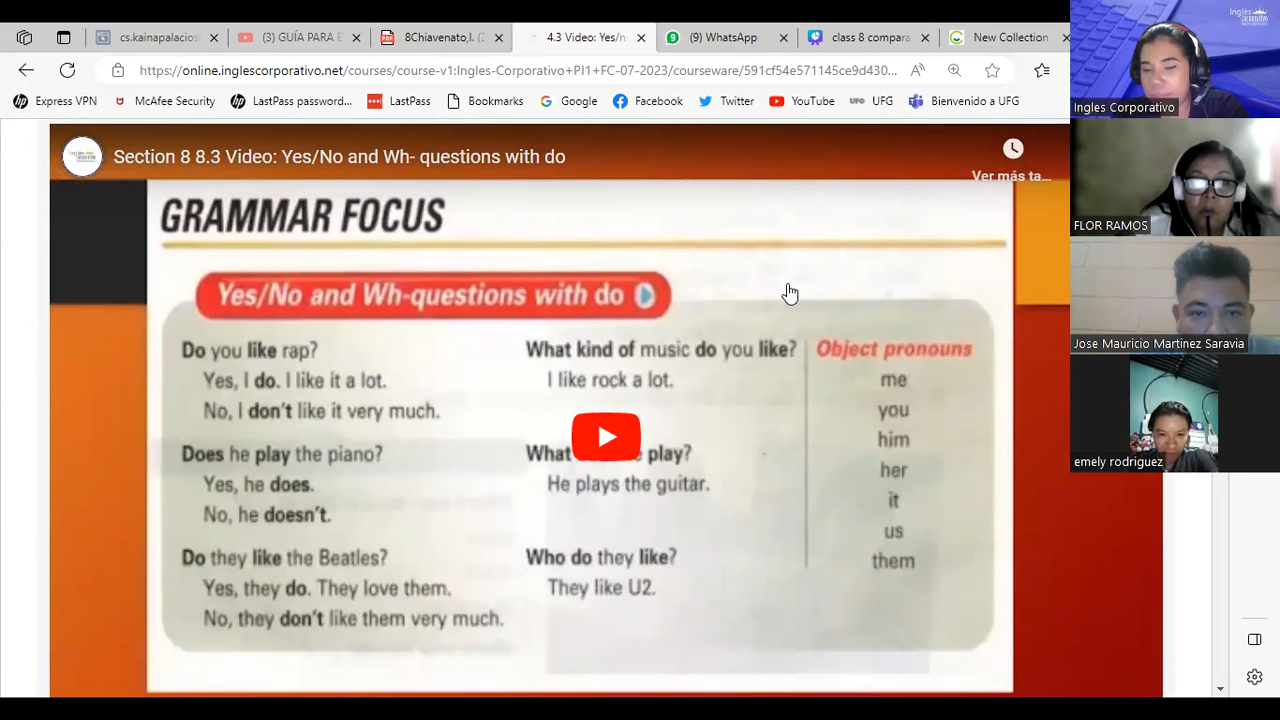 cs.kainapalacios
(3) GUÍA PARA E
8Chiavenato,I. (2
4.3 Video: Yes/n
(9) WhatsApp
class 8 compara
New Collection
https://online.inglescorporativo.net/courses/course-v1:Ingles-Corporativo+PI1+FC-07-2023/courseware/591cf54e571145ce9d430...
Express VPN
McAfee Security
LastPass password...
LastPass
Bookmarks
Google
Facebook
Twitter
YouTube
UFG
UFG
Bienvenido a UFG
Section 8 8.3 Video: Yes/No and Wh- questions with do
Ver más ta...
GRAMMAR FOCUS
Yes/No and Wh-questions with do
Do you like rap?
Yes, I do. I like it a lot.
No, I don't like it very much.
Does he play the piano?
Yes, he does.
No, he doesn't.
Do they like the Beatles?
Yes, they do. They love them.
No, they don't like them very much.
What kind of music do you like?
I like rock a lot.
What play?
He plays the guitar.
Who do they like?
They like U2.
Object pronouns
me
you
him
her
it
us
them
Ingles
Corporativo
Ingles Corporativo
FLOR RAMOS
Jose Mauricio Martinez Saravia
emely rodriguez